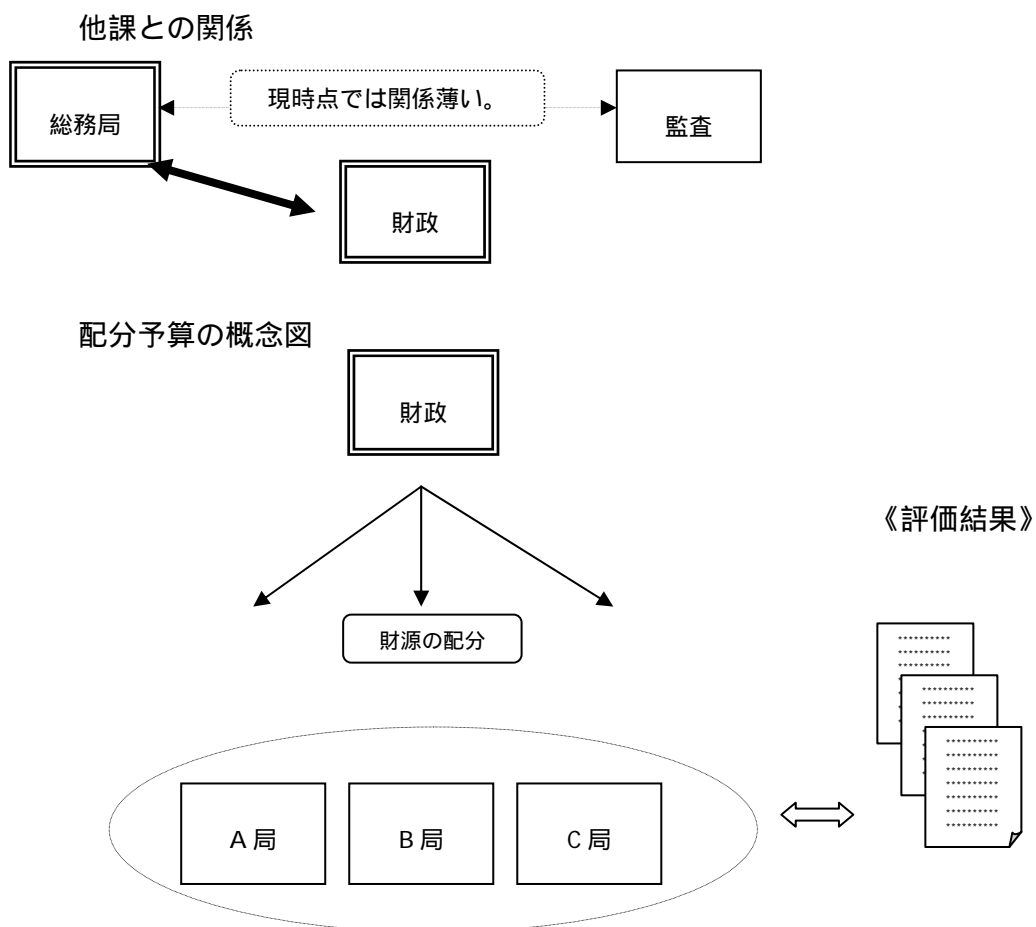 他課との関係
現時点では関係薄い。
総務局
監査
財政
配分予算の概念図
財政
《評価結果》
財源の配分
A局
B局
C局